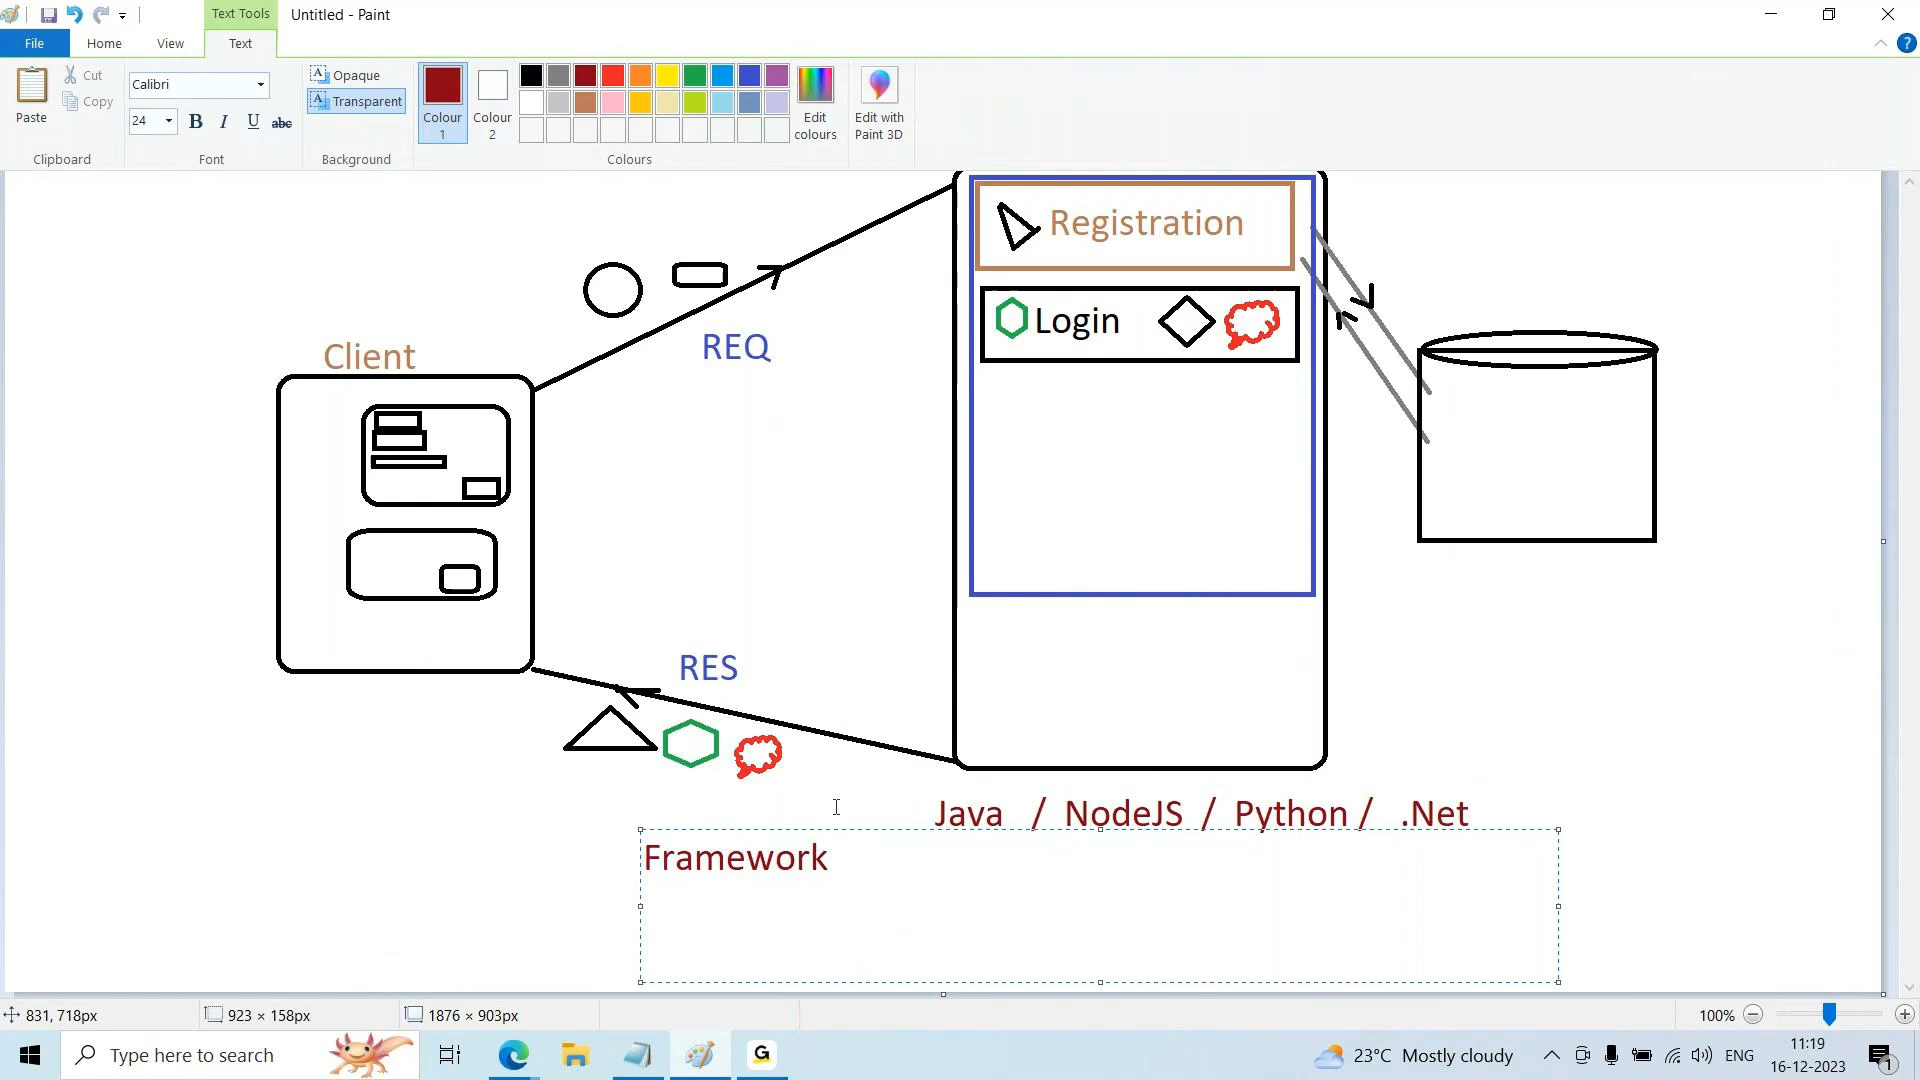 Text Tools
Untitled - Paint
File
Home
View
Text
Paste
Cut
Copy
Clipboard
Calibri
24
B I U abc
Font
Opaque
Transparent
Background
Colour 1
Colour 2
Edit colours
Colours
Edit with Paint 3D
Registration
Login
REQ
Client
RES
Java / NodeJS / Python / .Net
Framework
831, 718px
923 × 158px
1876 × 903px
100%
Type here to search
G
23°C Mostly cloudy
ENG
11:19
16-12-2023
1